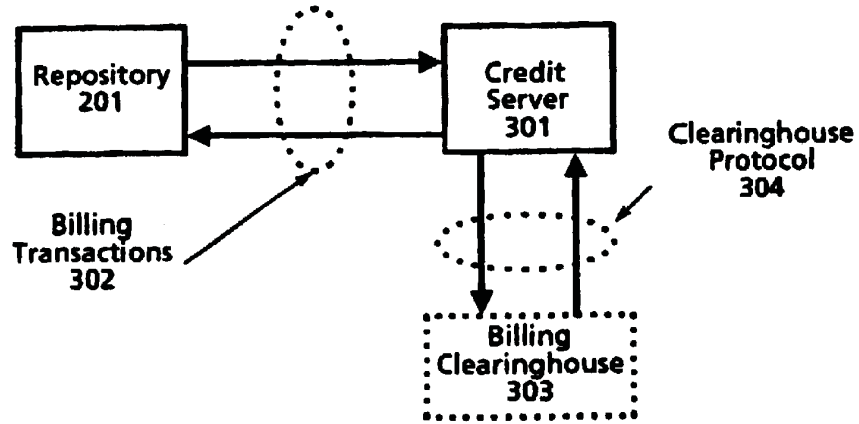 Repository
201
Credit
Server
301
Clearinghouse
Protocol
304
Billing
Transactions
302
Billing
Clearinghouse
303